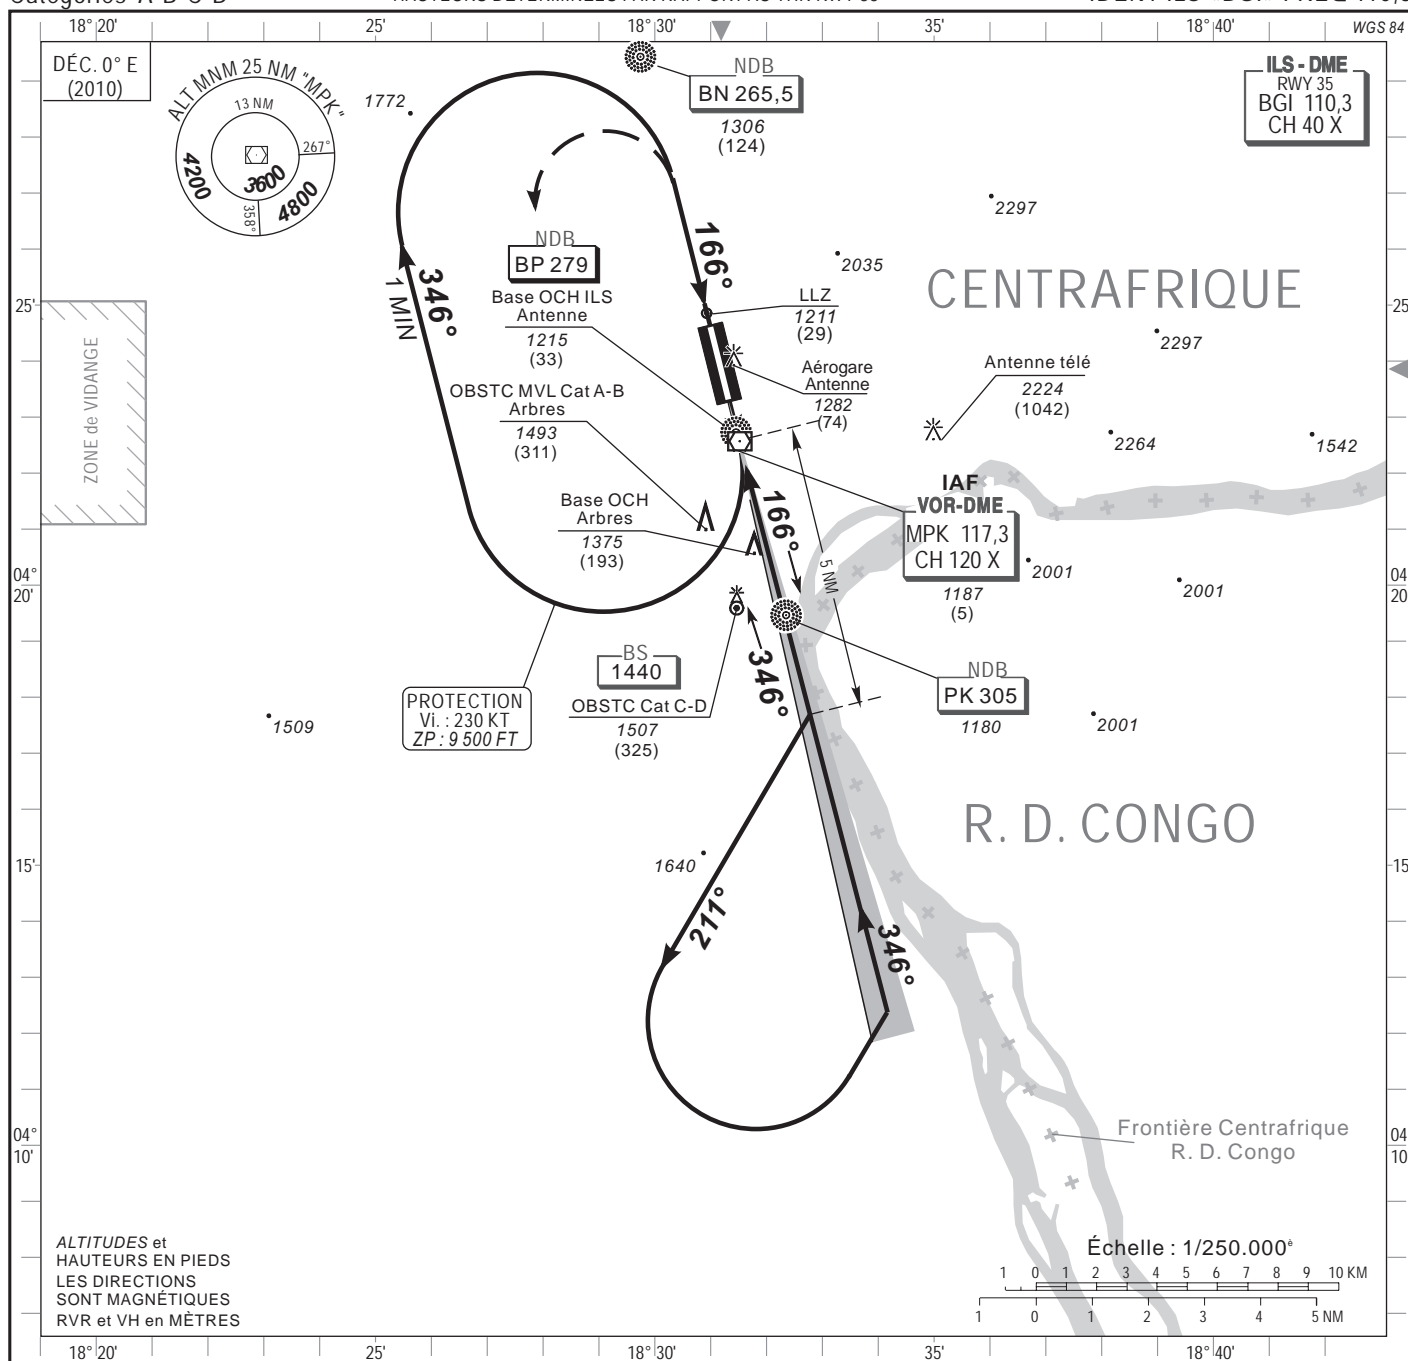 18° 20'
25'
18° 30'
35'
18° 40'
WGS 84
DÉC. 0° E
(2010)
ALT MNM 25 NM "MPK"
13 NM
267°
358°
4200
3600
4800
1772
NDB
BN 265,5
1306
(124)
ILS - DME
RWY 35
BGI 110,3
CH 40 X
2297
2035
CENTRAFRIQUE
NDB
BP 279
166°
346°
1 MIN
25'
25'
ZONE de VIDANGE
Base OCH ILS
Antenne
1215
(33)
LLZ
1211
(29)
2297
Aérogare
Antenne
1282
(74)
Antenne télé
2224
(1042)
OBSTC MVL Cat A-B
Arbres
1493
(311)
2264
1542
Base OCH
Arbres
1375
(193)
166°
5 NM
IAF
VOR-DME
MPK 117,3
CH 120 X
1187
(5)
2001
2001
04°
20'
04°
20'
BS
1440
346°
OBSTC Cat C-D
1507
(325)
NDB
PK 305
1180
2001
PROTECTION
Vi. : 230 KT
ZP : 9 500 FT
1509
R. D. CONGO
1640
15'
15'
211°
346°
04°
10'
04°
10'
Frontière Centrafrique
R. D. Congo
ALTITUDES et
HAUTEURS EN PIEDS
LES DIRECTIONS
SONT MAGNÉTIQUES
RVR et VH en MÈTRES
Échelle : 1/250.000è
1 0 1 2 3 4 5 6 7 8 9 10 KM
1 0 1 2 3 4 5 NM
18° 20'
25'
18° 30'
35'
18° 40'